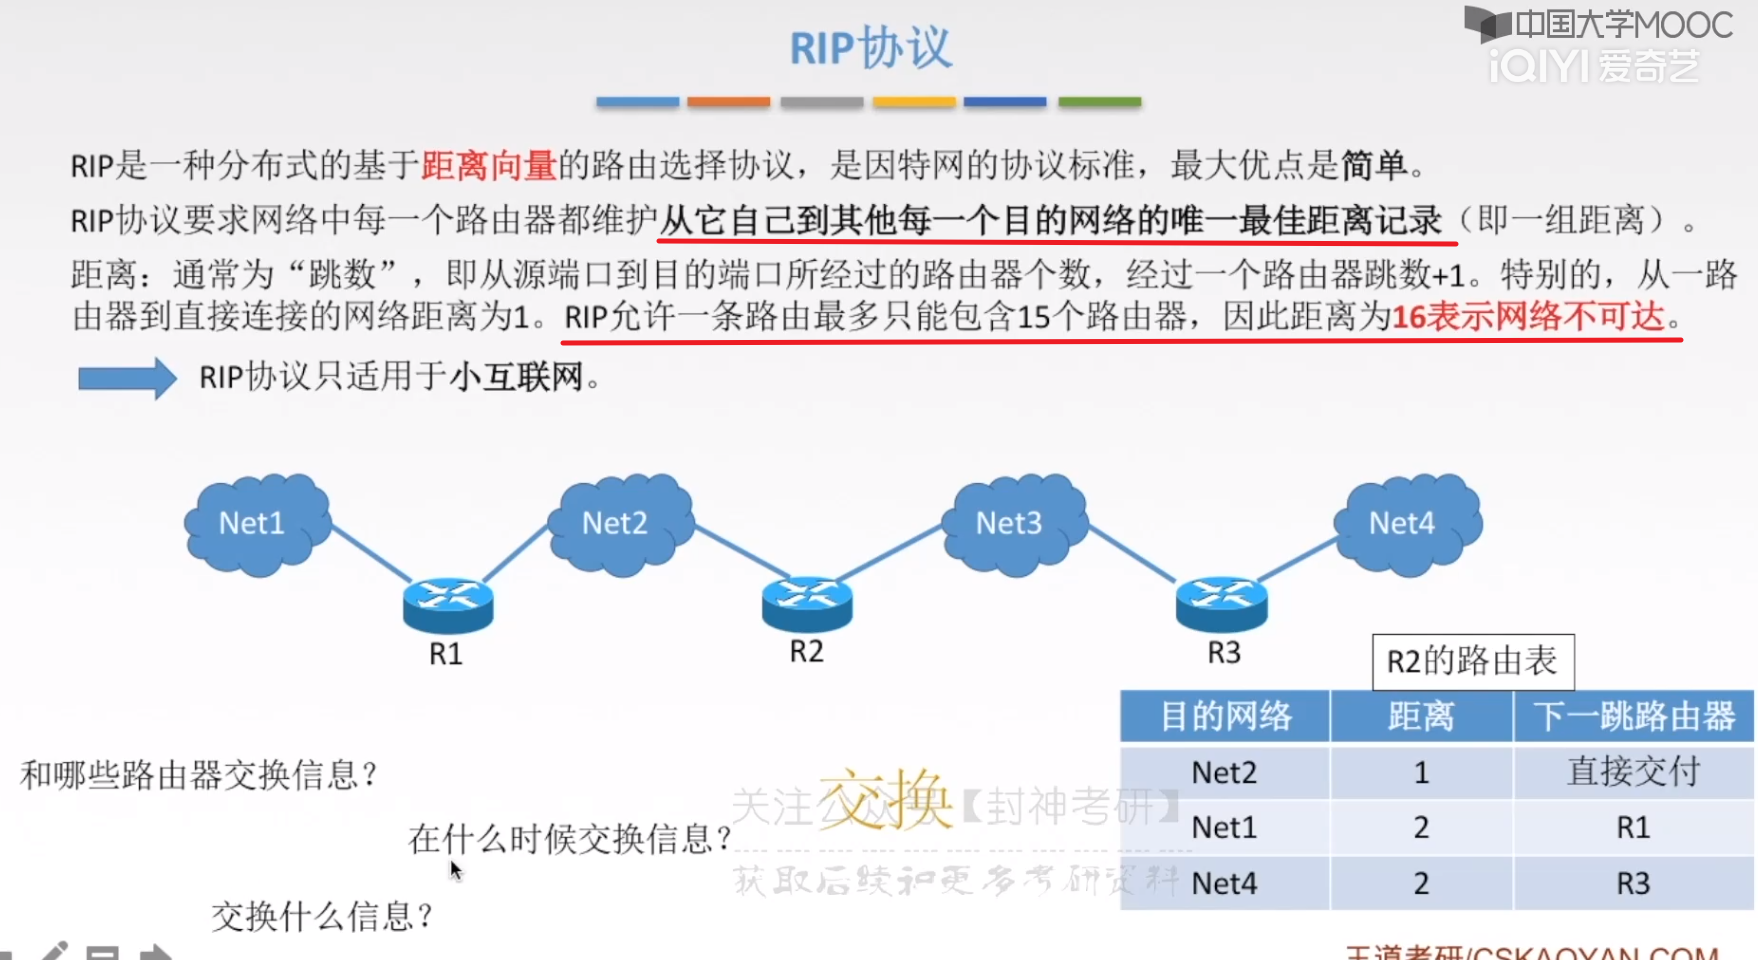 中国大学MOOC
iQIYI 爱奇艺
RIP协议
RIP是一种分布式的基于距离向量的路由选择协议，是因特网的协议标准，最大优点是简单。
RIP协议要求网络中每一个路由器都维护从它自己到其他每一个目的网络的唯一最佳距离记录（即一组距离）。
距离：通常为“跳数”，即从源端口到目的端口所经过的路由器个数，经过一个路由器跳数+1。特别的，从一路
由器到直接连接的网络距离为1。RIP允许一条路由最多只能包含15个路由器，因此距离为16表示网络不可达。
RIP协议只适用于小互联网。
Net1
Net2
Net3
Net4
R1
R2
R3
R2的路由表
目的网络 距离 下一跳路由器
Net2 1 直接交付
Net1 2 R1
Net4 2 R3
和哪些路由器交换信息？
在什么时候交换信息？
交换什么信息？
交换
关注公众号【封神考研】
获取后续和更多考研资料
王道考研/CSKAOYAN.COM